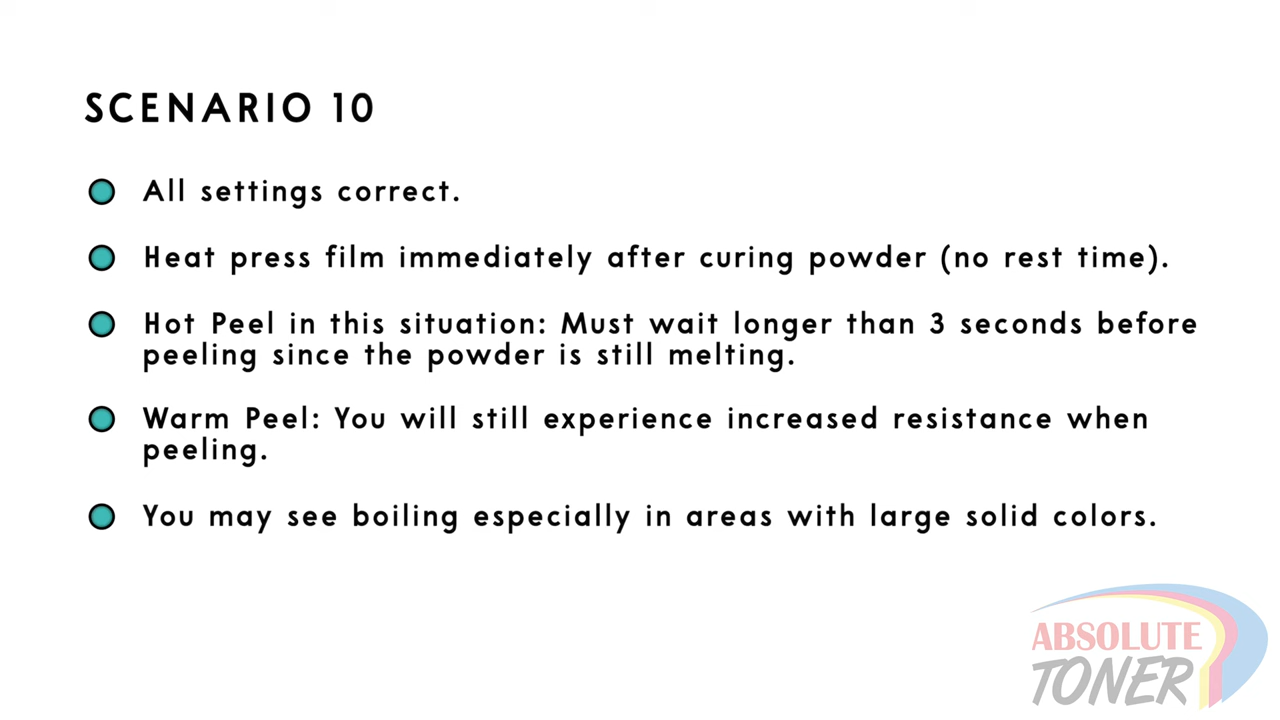 SCENARIO 10
All settings correct.
Heat press film immediately after curing powder (no rest time).
Hot Peel in this situation: Must wait longer than 3 seconds before
peeling since the powder is still melting.
Warm Peel: You will still experience increased resistance when
peeling.
You may see boiling especially in areas with large solid colors.
ABSOLUTE
TONER